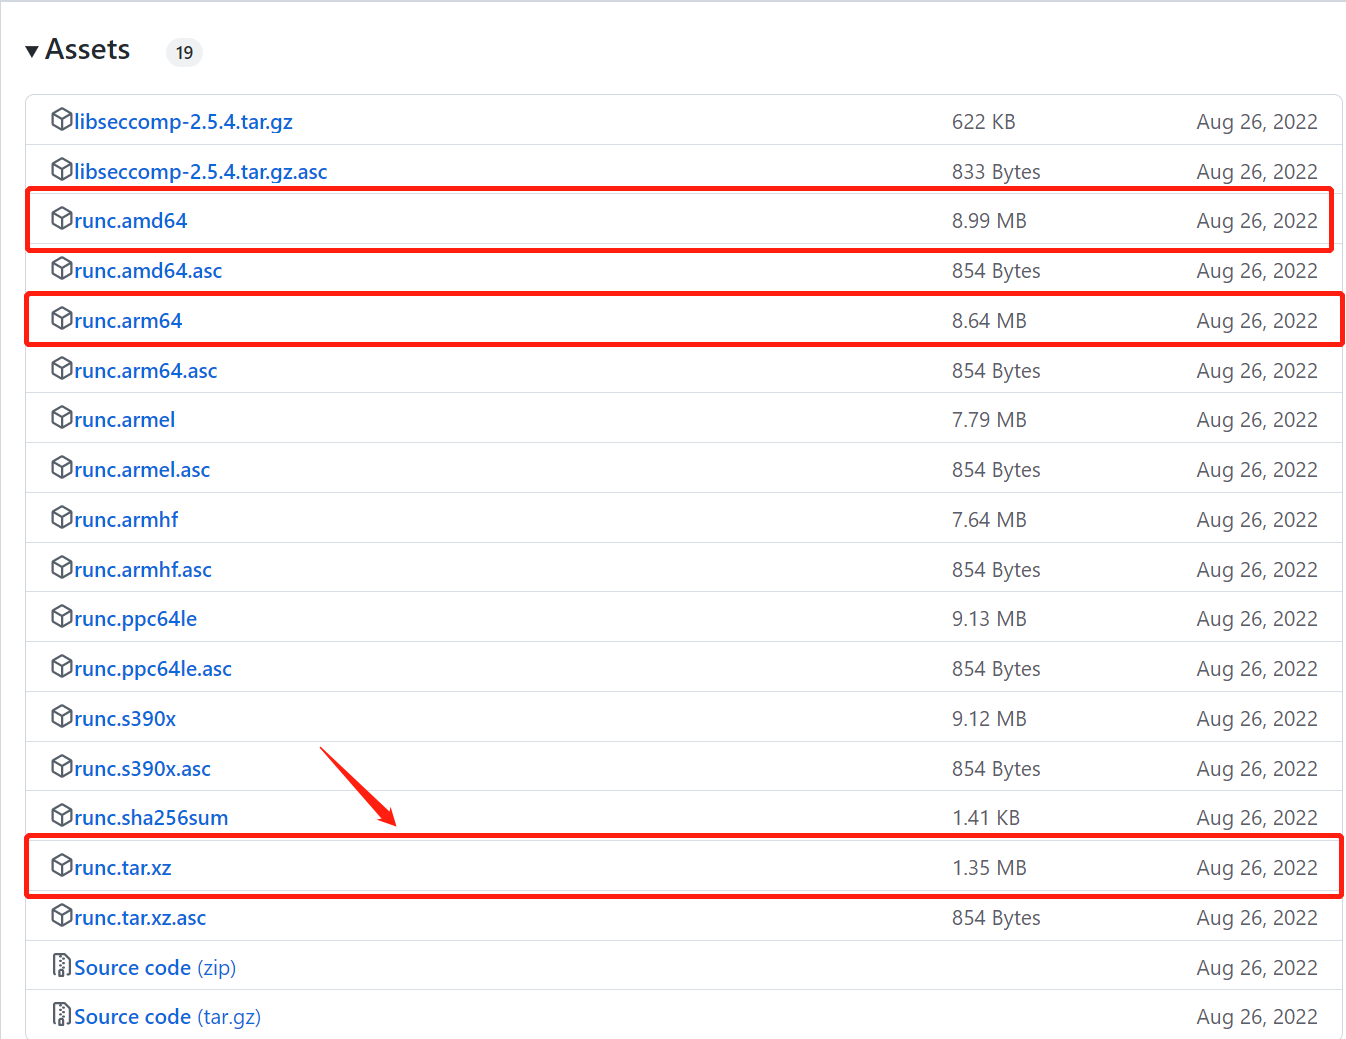 Assets 19
libseccomp-2.5.4.tar.gz 622 KB Aug 26, 2022
libseccomp-2.5.4.tar.gz.asc 833 Bytes Aug 26, 2022
runc.amd64 8.99 MB Aug 26, 2022
runc.amd64.asc 854 Bytes Aug 26, 2022
runc.arm64 8.64 MB Aug 26, 2022
runc.arm64.asc 854 Bytes Aug 26, 2022
runc.armel 7.79 MB Aug 26, 2022
runc.armel.asc 854 Bytes Aug 26, 2022
runc.armhf 7.64 MB Aug 26, 2022
runc.armhf.asc 854 Bytes Aug 26, 2022
runc.ppc64le 9.13 MB Aug 26, 2022
runc.ppc64le.asc 854 Bytes Aug 26, 2022
runc.s390x 9.12 MB Aug 26, 2022
runc.s390x.asc 854 Bytes Aug 26, 2022
runc.sha256sum 1.41 KB Aug 26, 2022
runc.tar.xz 1.35 MB Aug 26, 2022
runc.tar.xz.asc 854 Bytes Aug 26, 2022
Source code (zip) Aug 26, 2022
Source code (tar.gz) Aug 26, 2022